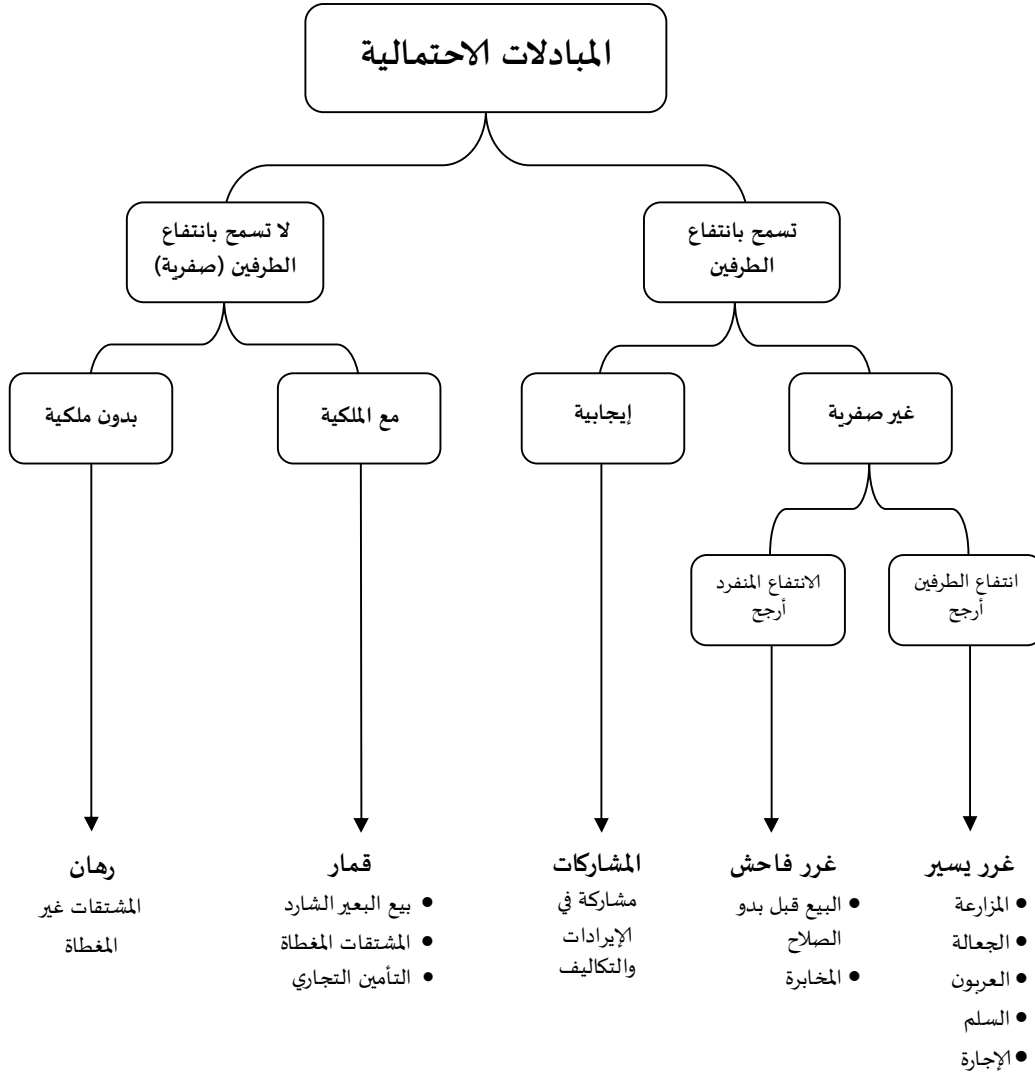 المبادلات الاحتمالية
تسمح بانتفاع
الطرفين
لا تسمح بانتفاع
الطرفين (صفرية)
غير صفرية
إيجابية
مع الملكية
بدون ملكية
انتفاع الطرفين
أرجح
الانتفاع المنفرد
أرجح
غرر يسير
• المزارعة
• الجعالة
• العربون
• السلم
• الإجارة
غرر فاحش
• البيع قبل بدو
الصلاح
• المخابرة
المشاركات
مشاركة في
الإيرادات
والتكاليف
قمار
• بيع البعير الشارد
• المشتقات المغطاة
• التأمين التجاري
رهان
المشتقات غير
المغطاة